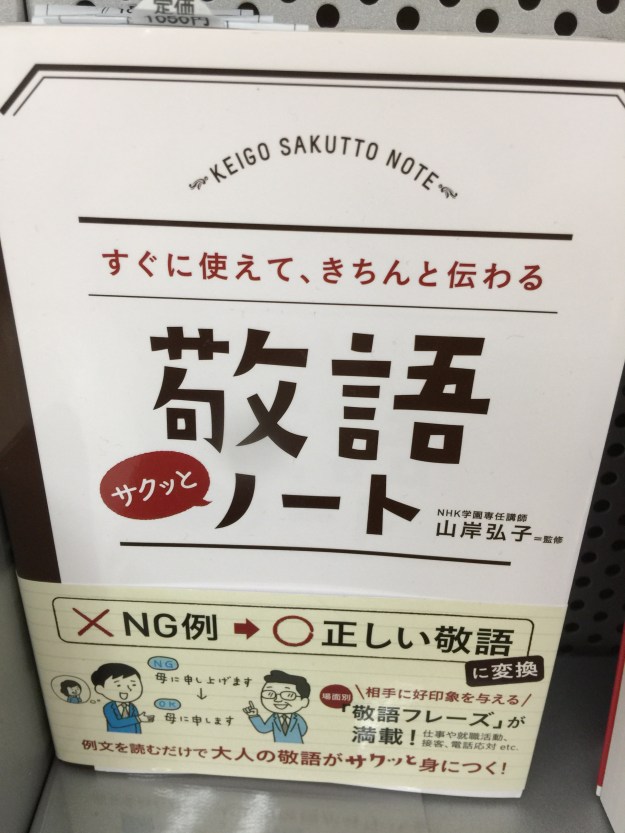 定価
1050円
KEIGO SAKUTTO NOTE
すぐに使えて、きちんと伝わる
敬語
サクッと
ノート
NHK学園専任講師
山岸弘子=監修
×NG例➡○正しい敬語
に変換
NG
母に申し上げます
↓
OK
母に申します
場面別
\相手に好印象を与える/
「敬語フレーズ」が
満載!
仕事や就職活動、
接客、電話応対 etc.
例文を読むだけで大人の敬語がサクッと身につく!